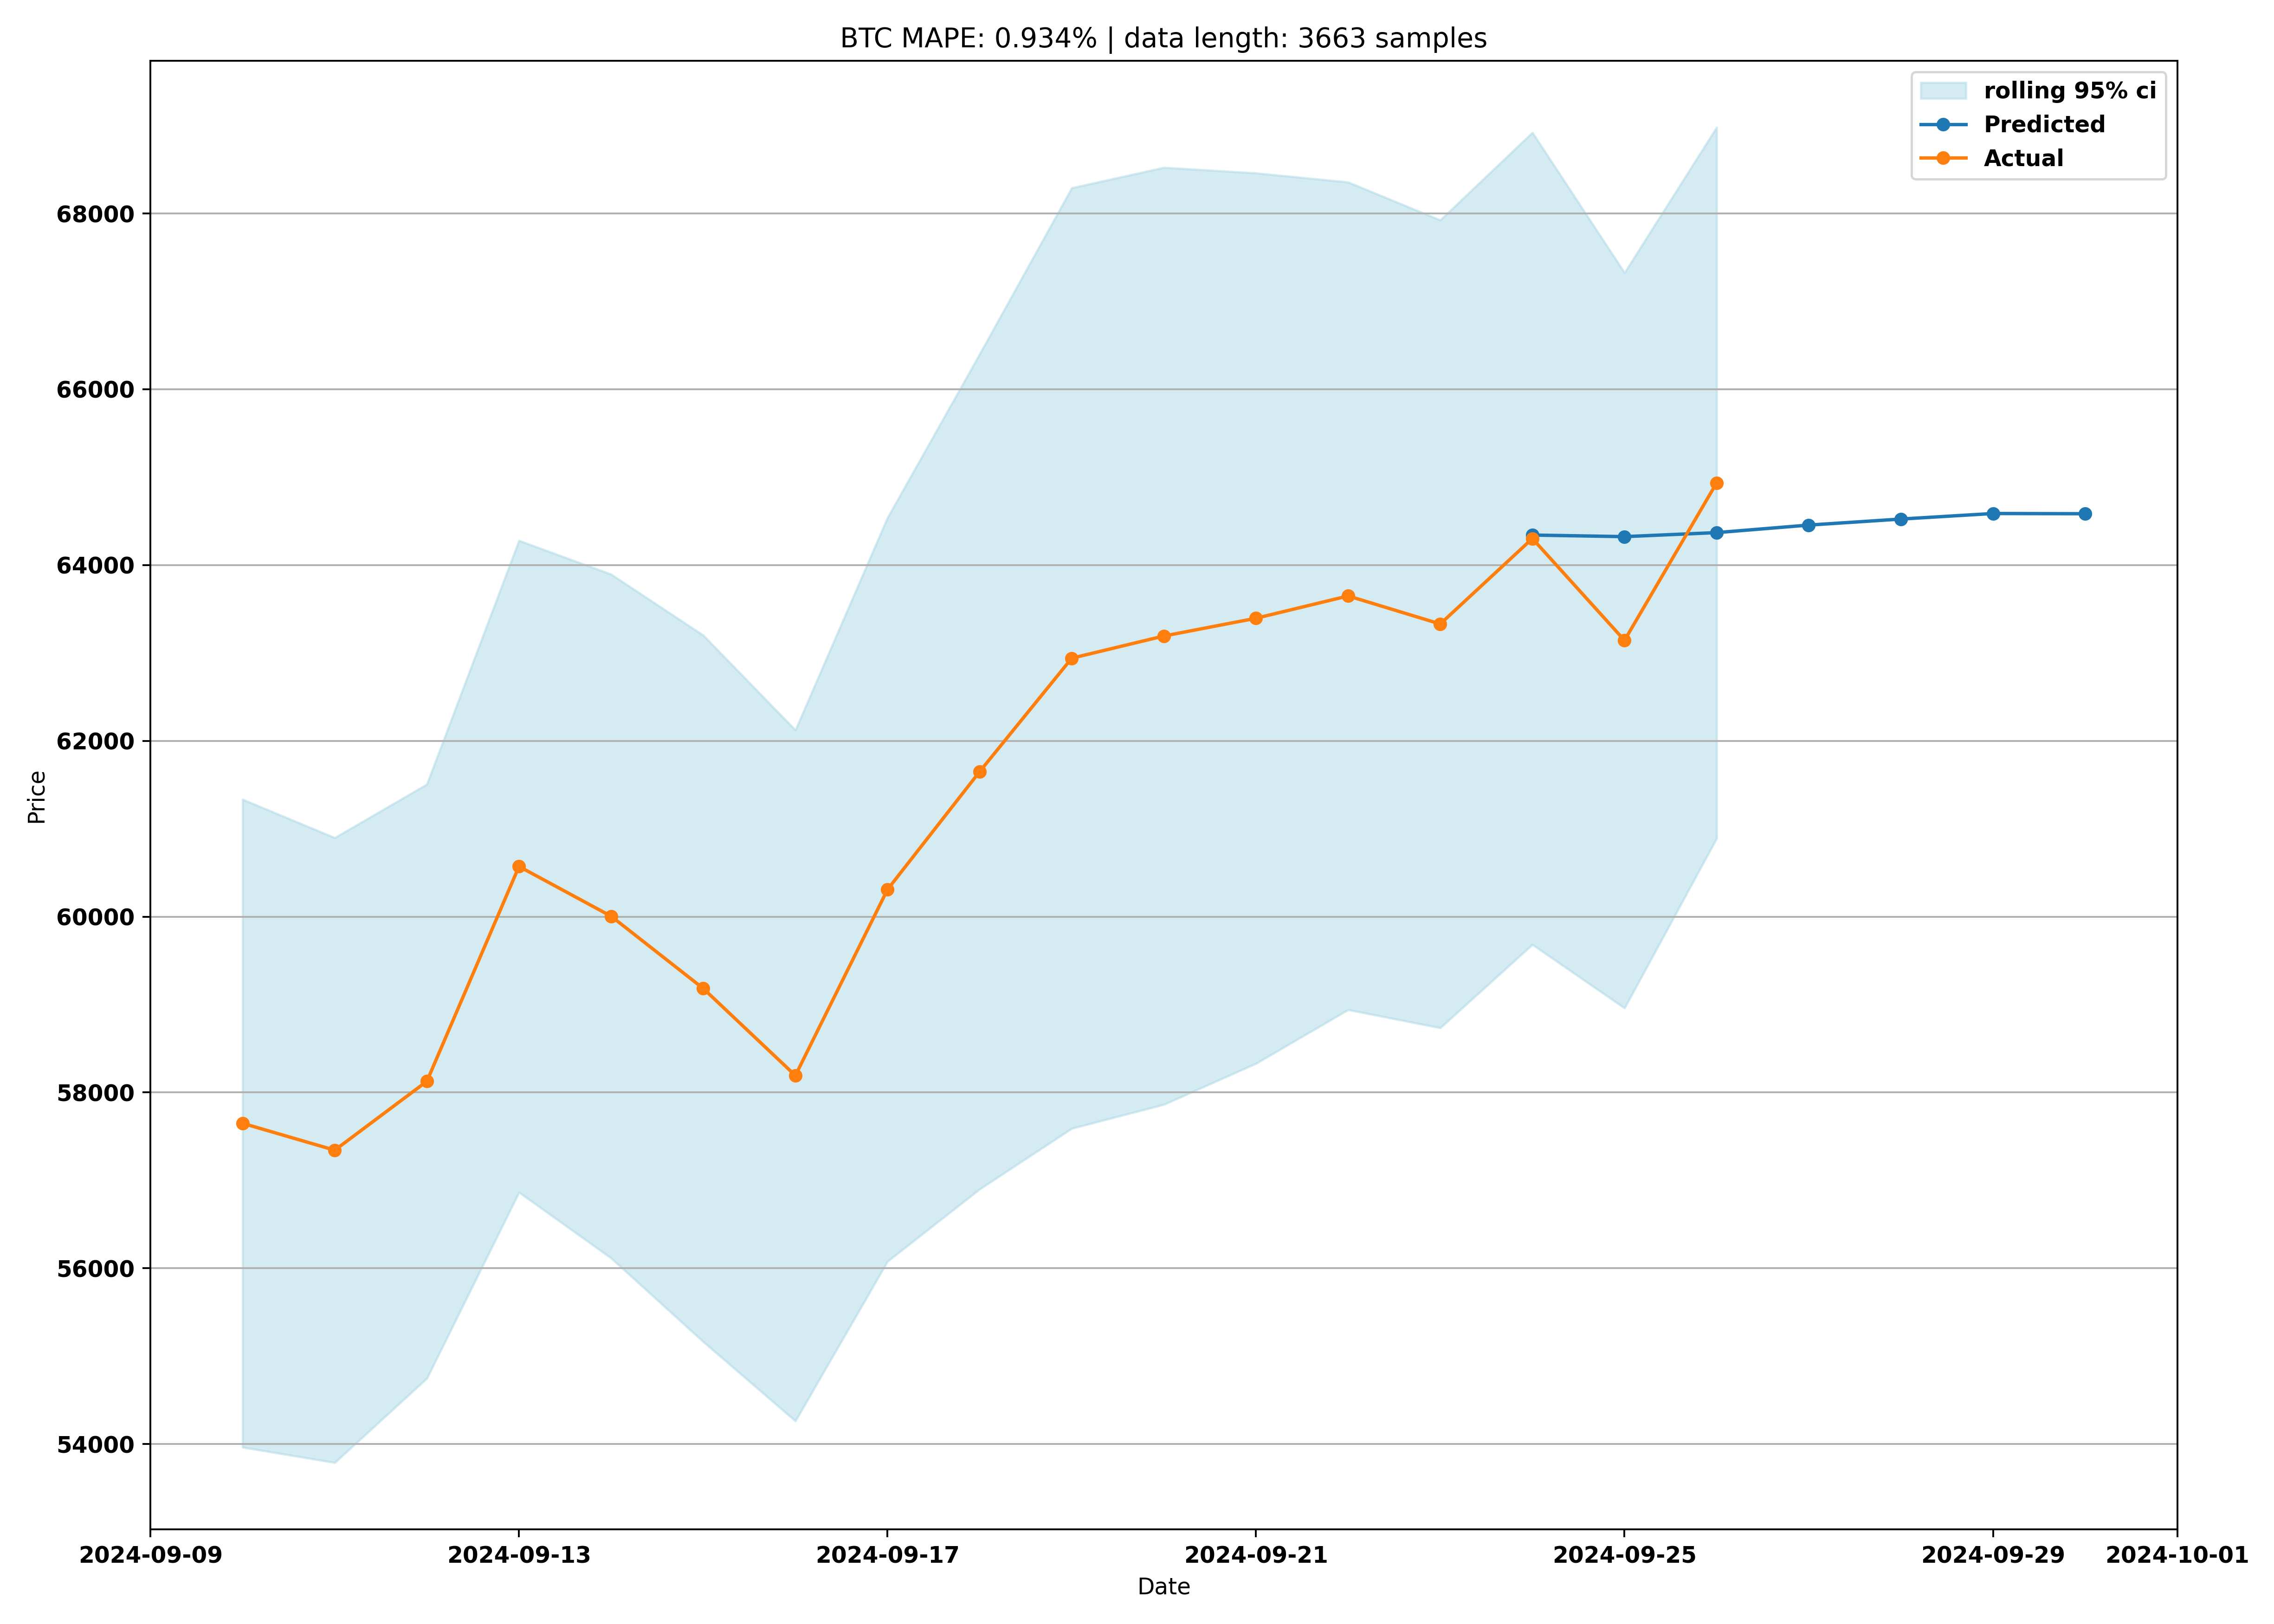 BTC MAPE: 0.934% | data length: 3663 samples
rolling 95% ci
Predicted
Actual
68000
66000
64000
62000
60000
58000
56000
54000
Price
2024-09-09 2024-09-13 2024-09-17 2024-09-21 2024-09-25 2024-09-29 2024-10-01
Date